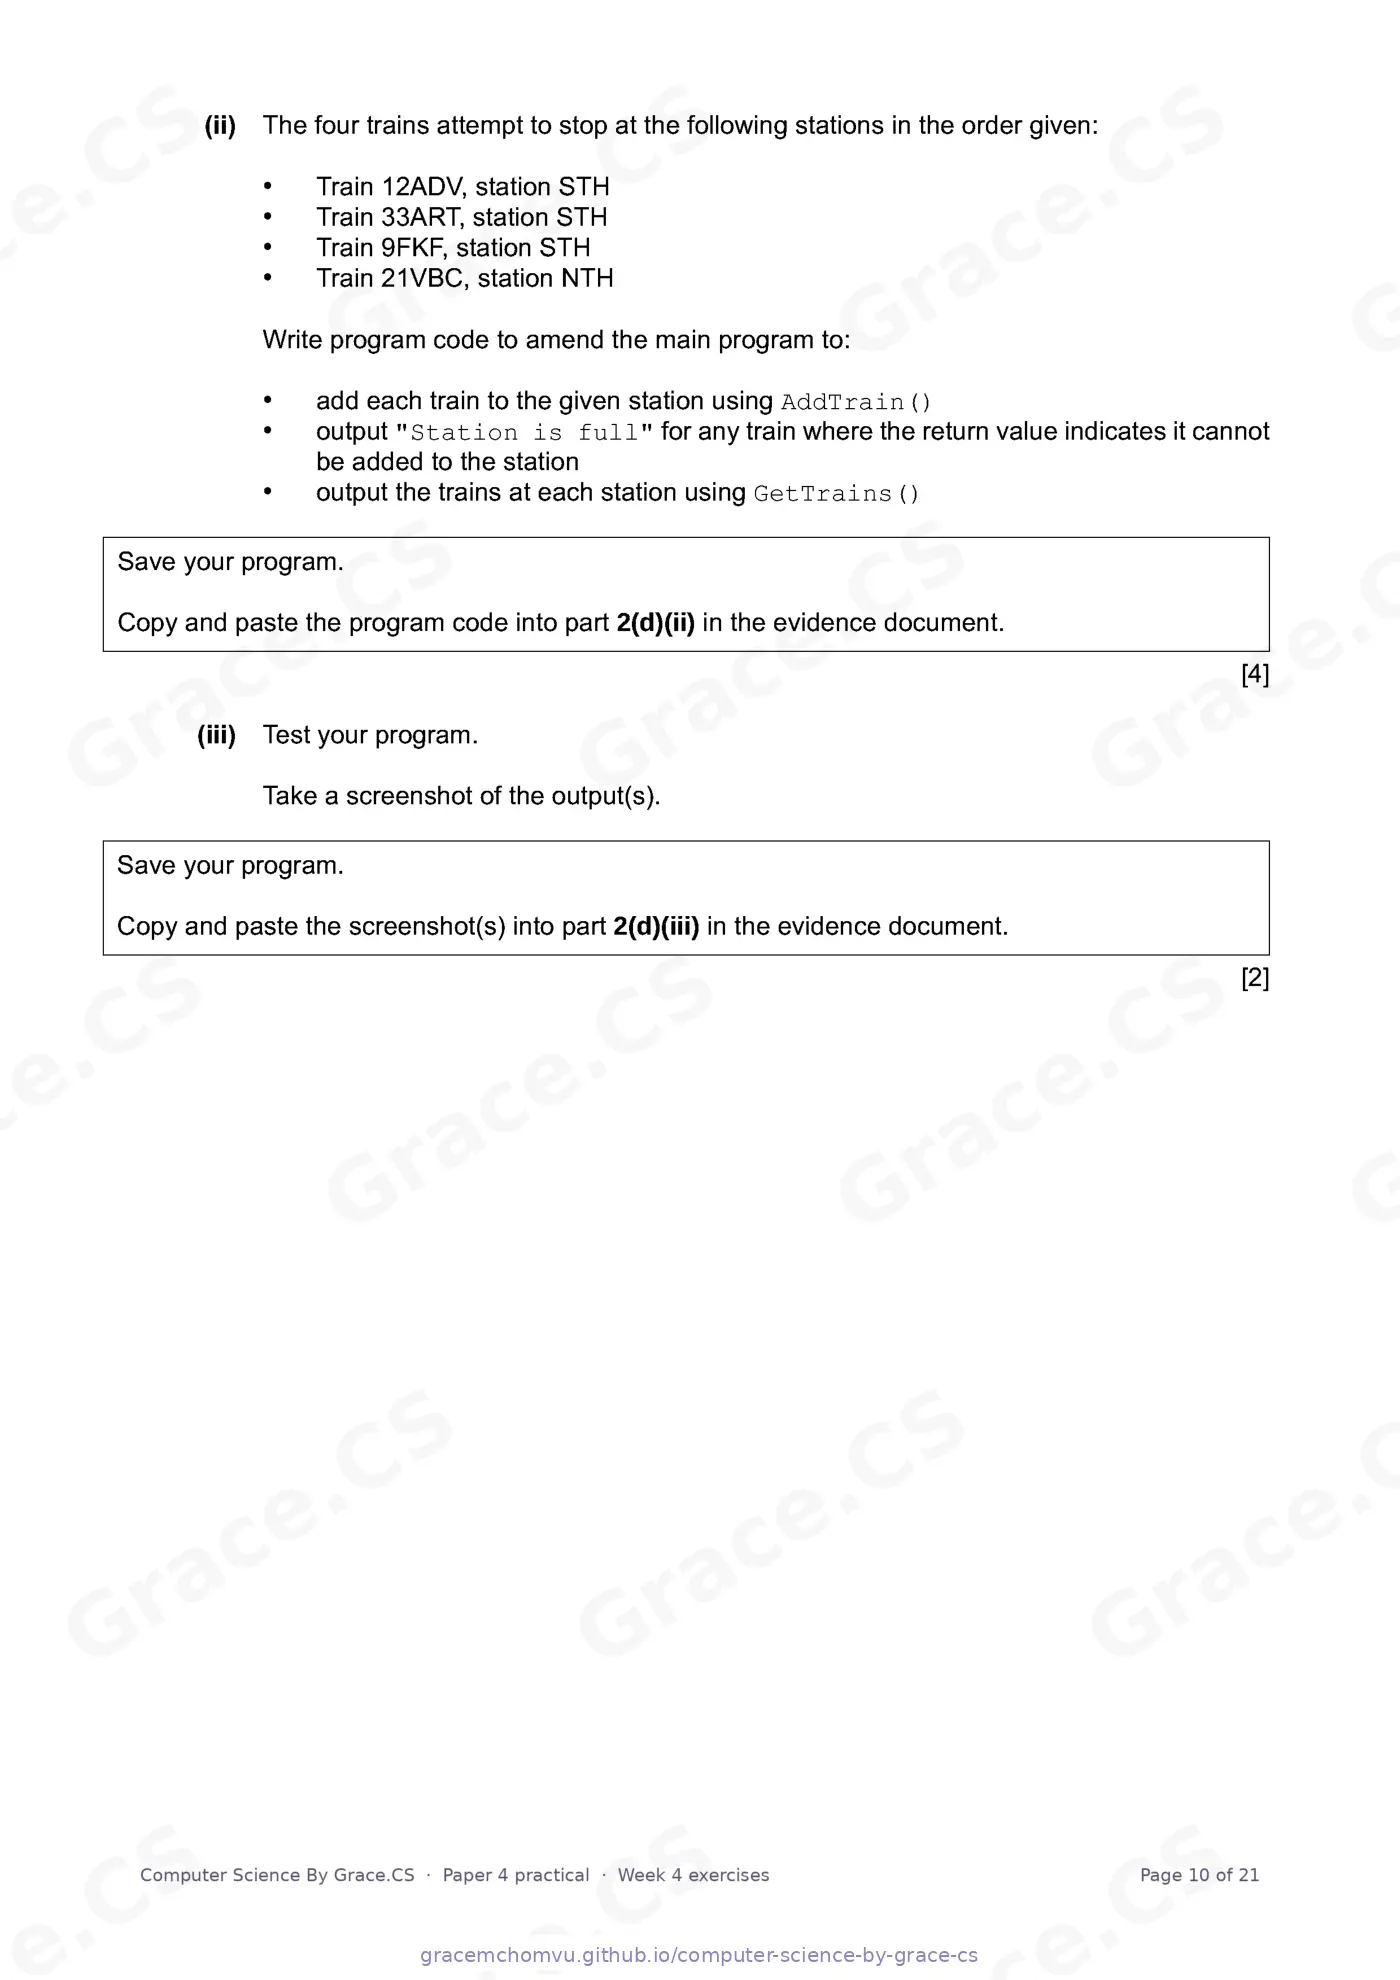 (ii) The four trains attempt to stop at the following stations in the order given:
• Train 12ADV, station STH
• Train 33ART, station STH
• Train 9FKF, station STH
• Train 21VBC, station NTH
Write program code to amend the main program to:
• add each train to the given station using AddTrain()
• output "Station is full" for any train where the return value indicates it cannot
be added to the station
• output the trains at each station using GetTrains()
Save your program.
Copy and paste the program code into part 2(d)(ii) in the evidence document.
[4]
(iii) Test your program.
Take a screenshot of the output(s).
Save your program.
Copy and paste the screenshot(s) into part 2(d)(iii) in the evidence document.
[2]
Computer Science By Grace.CS · Paper 4 practical · Week 4 exercises Page 10 of 21
gracemchomvu.github.io/computer-science-by-grace-cs
Grace.CS